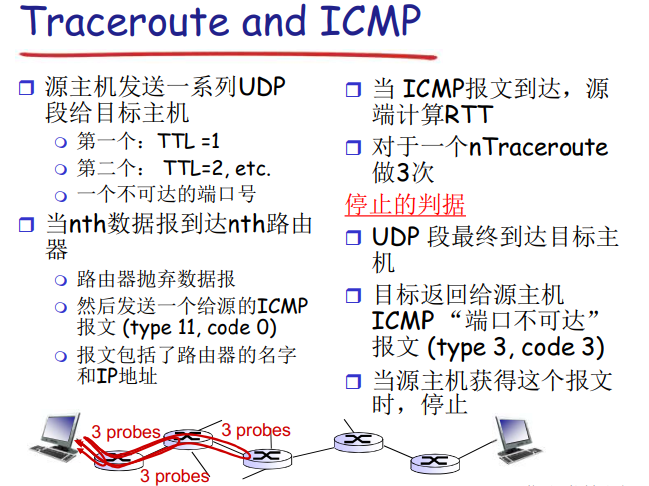 Traceroute and ICMP
源主机发送一系列UDP
段给目标主机
第一个：TTL =1
第二个： TTL=2, etc.
一个不可达的端口号
当nth数据报到达nth路由
器
路由器抛弃数据报
然后发送一个给源的ICMP
报文 (type 11, code 0)
报文包括了路由器的名字
和IP地址
当 ICMP报文到达，源
端计算RTT
对于一个nTraceroute
做3次
停止的判据
UDP 段最终到达目标主
机
目标返回给源主机
ICMP “端口不可达”
报文 (type 3, code 3)
当源主机获得这个报文
时，停止
3 probes
3 probes
3 probes